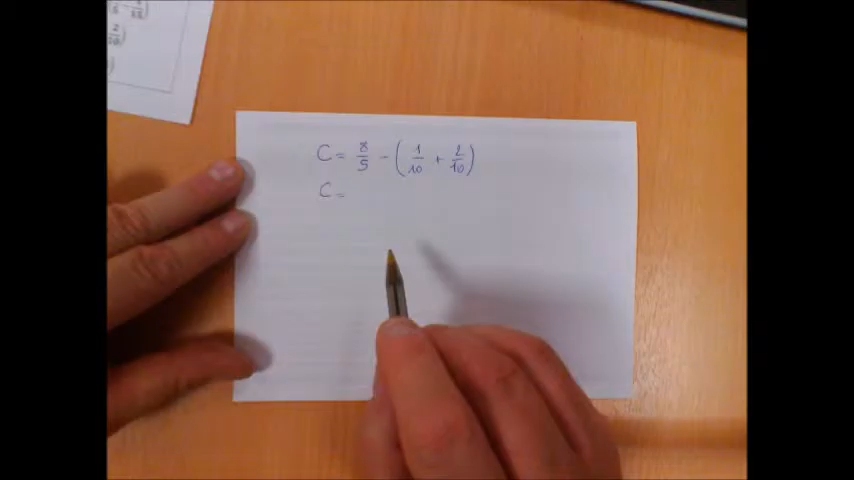 C = 8/5 - (1/10 + 2/10)
C =